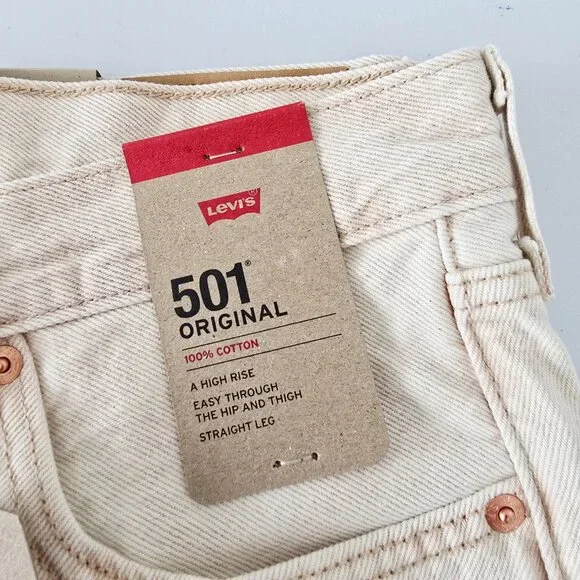 LEVI'S®
501®
ORIGINAL
100% COTTON
A HIGH RISE
EASY THROUGH
THE HIP AND THIGH
STRAIGHT LEG